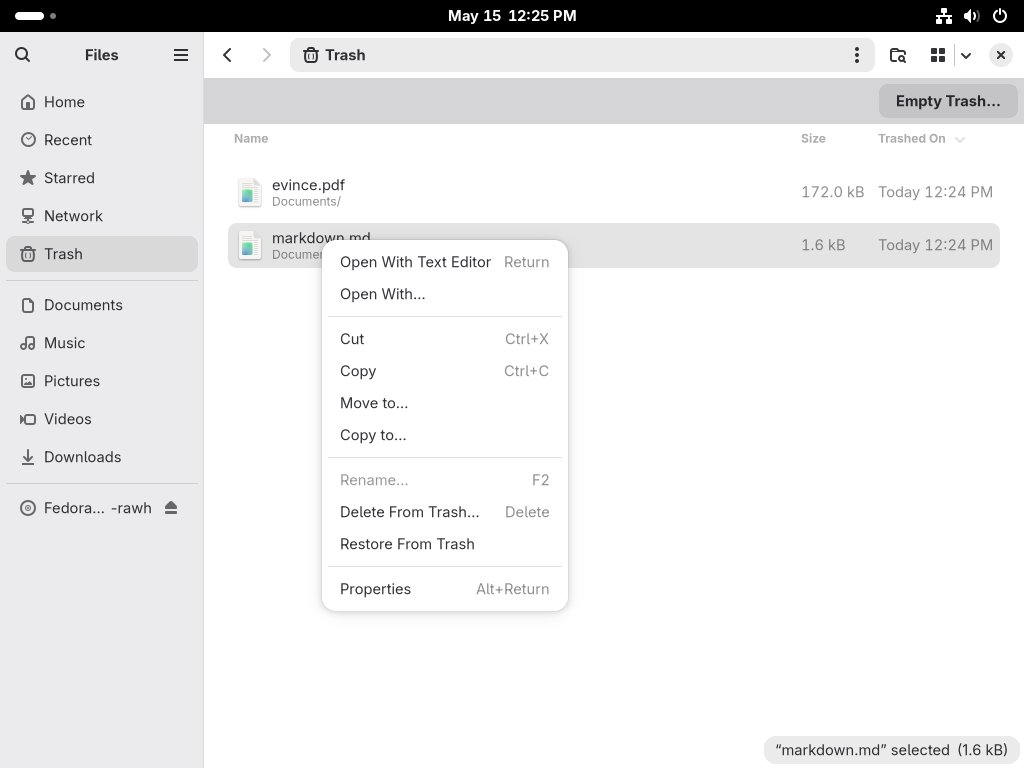 May 15 12:25 PM
Files
Trash
Home
Recent
Starred
Network
Trash
Documents
Music
Pictures
Videos
Downloads
Fedora... -rawh
Empty Trash...
Name Size Trashed On
evince.pdf 172.0 kB Today 12:24 PM
Documents/
markdown.md 1.6 kB Today 12:24 PM
Open With Text Editor Return
Open With...
Cut Ctrl+X
Copy Ctrl+C
Move to...
Copy to...
Rename... F2
Delete From Trash... Delete
Restore From Trash
Properties Alt+Return
“markdown.md” selected (1.6 kB)